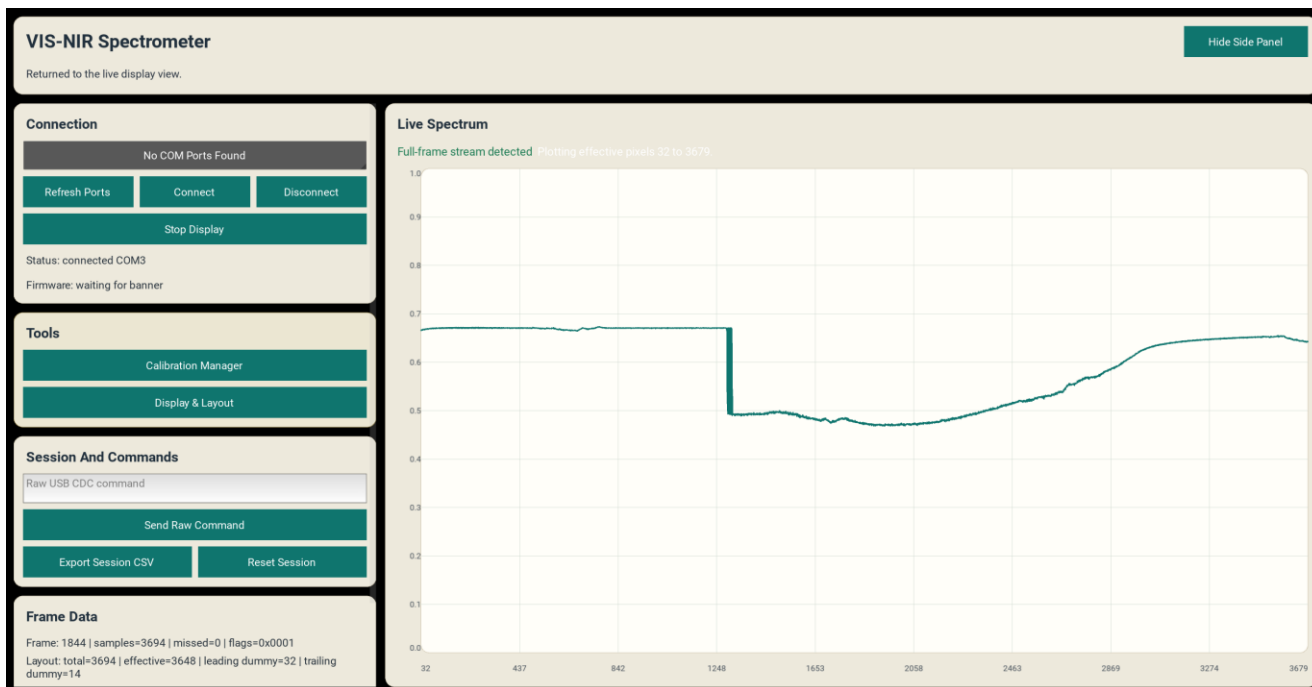 VIS-NIR Spectrometer
Hide Side Panel
Returned to the live display view.
Connection
No COM Ports Found
Refresh Ports
Connect
Disconnect
Stop Display
Status: connected COM3
Firmware: waiting for banner
Tools
Calibration Manager
Display & Layout
Session And Commands
Raw USB CDC command
Send Raw Command
Export Session CSV
Reset Session
Frame Data
Frame: 1844 | samples=3694 | missed=0 | flags=0x0001
Layout: total=3694 | effective=3648 | leading dummy=32 | trailing
dummy=14
Live Spectrum
Full-frame stream detected Plotting effective pixels 32 to 3679
1.0
0.9
0.8
0.7
0.6
0.5
0.4
0.3
0.2
0.1
0.0
32 437 842 1248 1653 2058 2463 2869 3274 3679